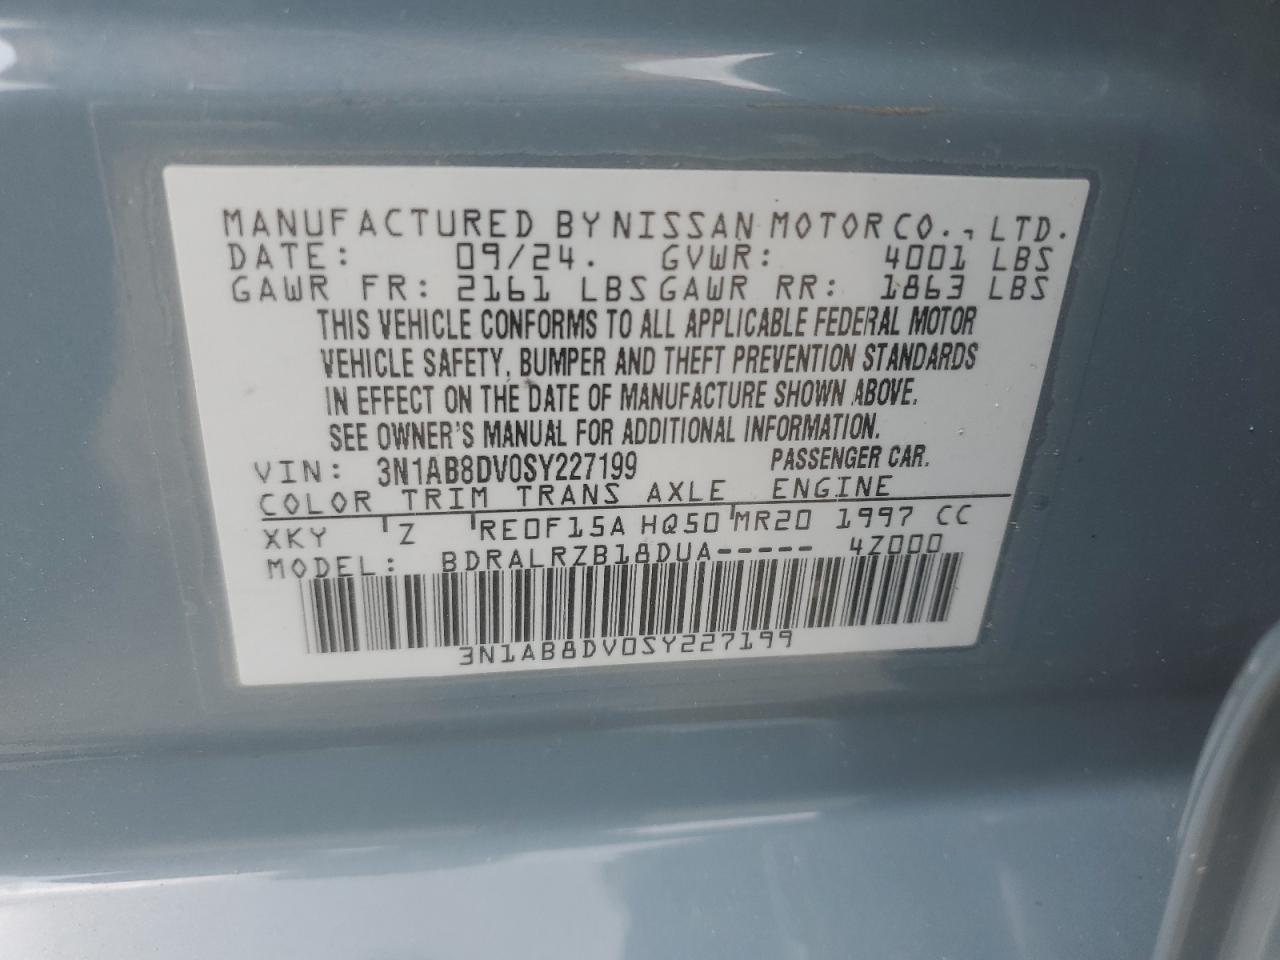 MANUFACTURED BY NISSAN MOTOR CO., LTD.
DATE: 09/24. GVWR: 4001 LBS
GAWR FR: 2161 LBS GAWR RR: 1863 LBS
THIS VEHICLE CONFORMS TO ALL APPLICABLE FEDERAL MOTOR
VEHICLE SAFETY, BUMPER AND THEFT PREVENTION STANDARDS
IN EFFECT ON THE DATE OF MANUFACTURE SHOWN ABOVE.
SEE OWNER'S MANUAL FOR ADDITIONAL INFORMATION.
VIN: 3N1AB8DV0SY227199 PASSENGER CAR.
COLOR TRIM TRANS AXLE ENGINE
XKY Z RE0F15A HQ50 MR20 1997 CC
MODEL: BDRALRZB18DUA----- 4Z000
3N1AB8DV0SY227199